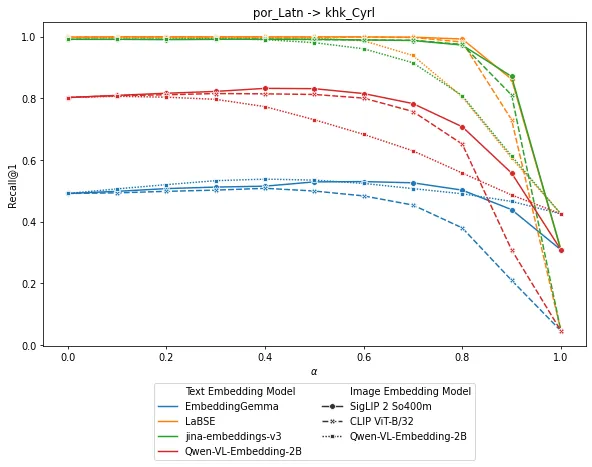 por_Latn -> khk_Cyrl
Recall@1
1.0
0.8
0.6
0.4
0.2
0.0
0.0 0.2 0.4 0.6 0.8 1.0
α
Text Embedding Model Image Embedding Model
EmbeddingGemma SigLIP 2 So400m
LaBSE CLIP ViT-B/32
jina-embeddings-v3 Qwen-VL-Embedding-2B
Qwen-VL-Embedding-2B